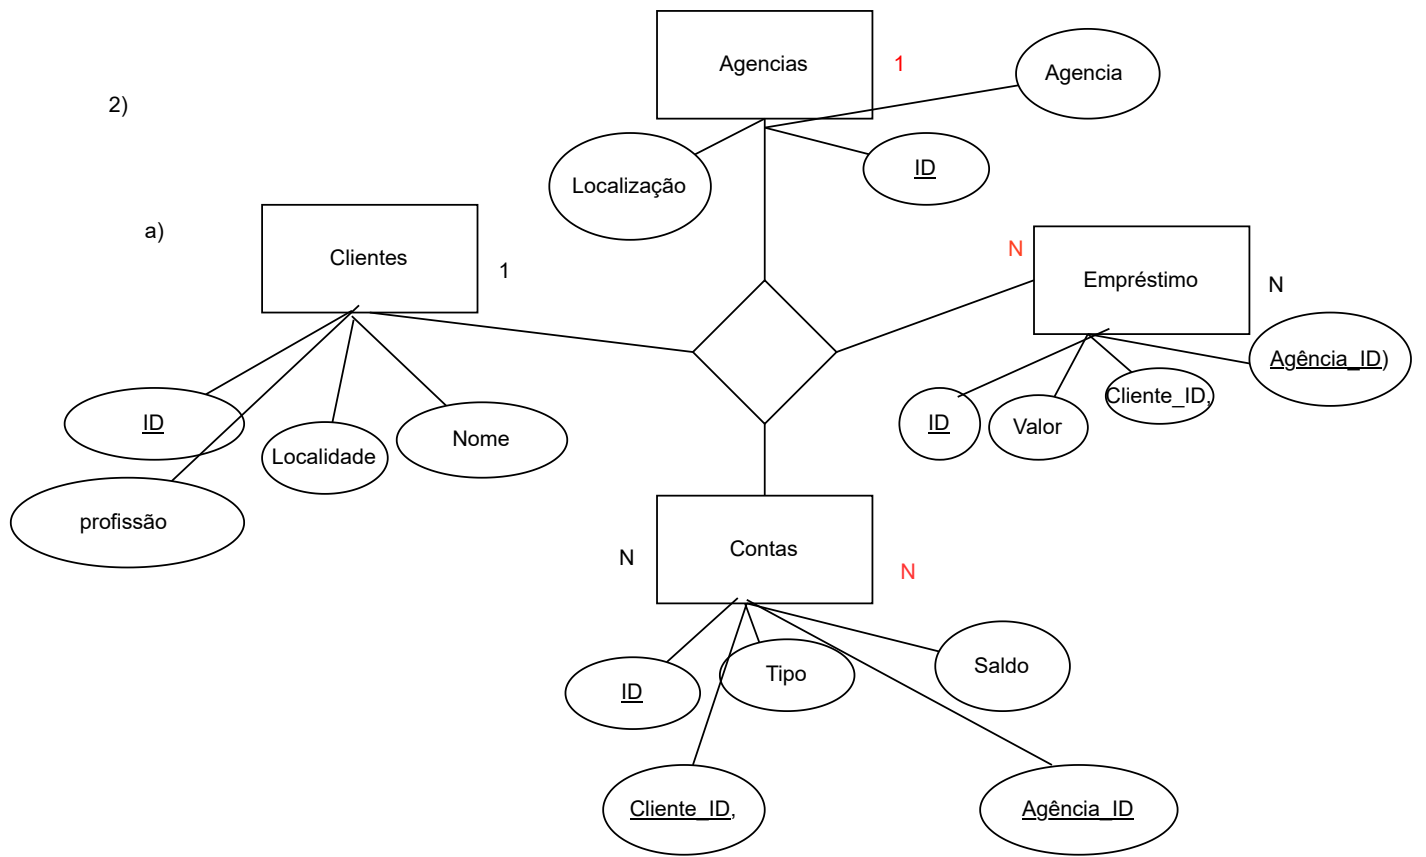 Agencias
1
Agencia
2)
Localização
ID
a)
Clientes
1
N
Empréstimo
N
Agência_ID)
ID
Valor
Cliente_ID,
ID
Localidade
Nome
profissão
Contas
N
N
ID
Tipo
Saldo
Cliente_ID,
Agência_ID